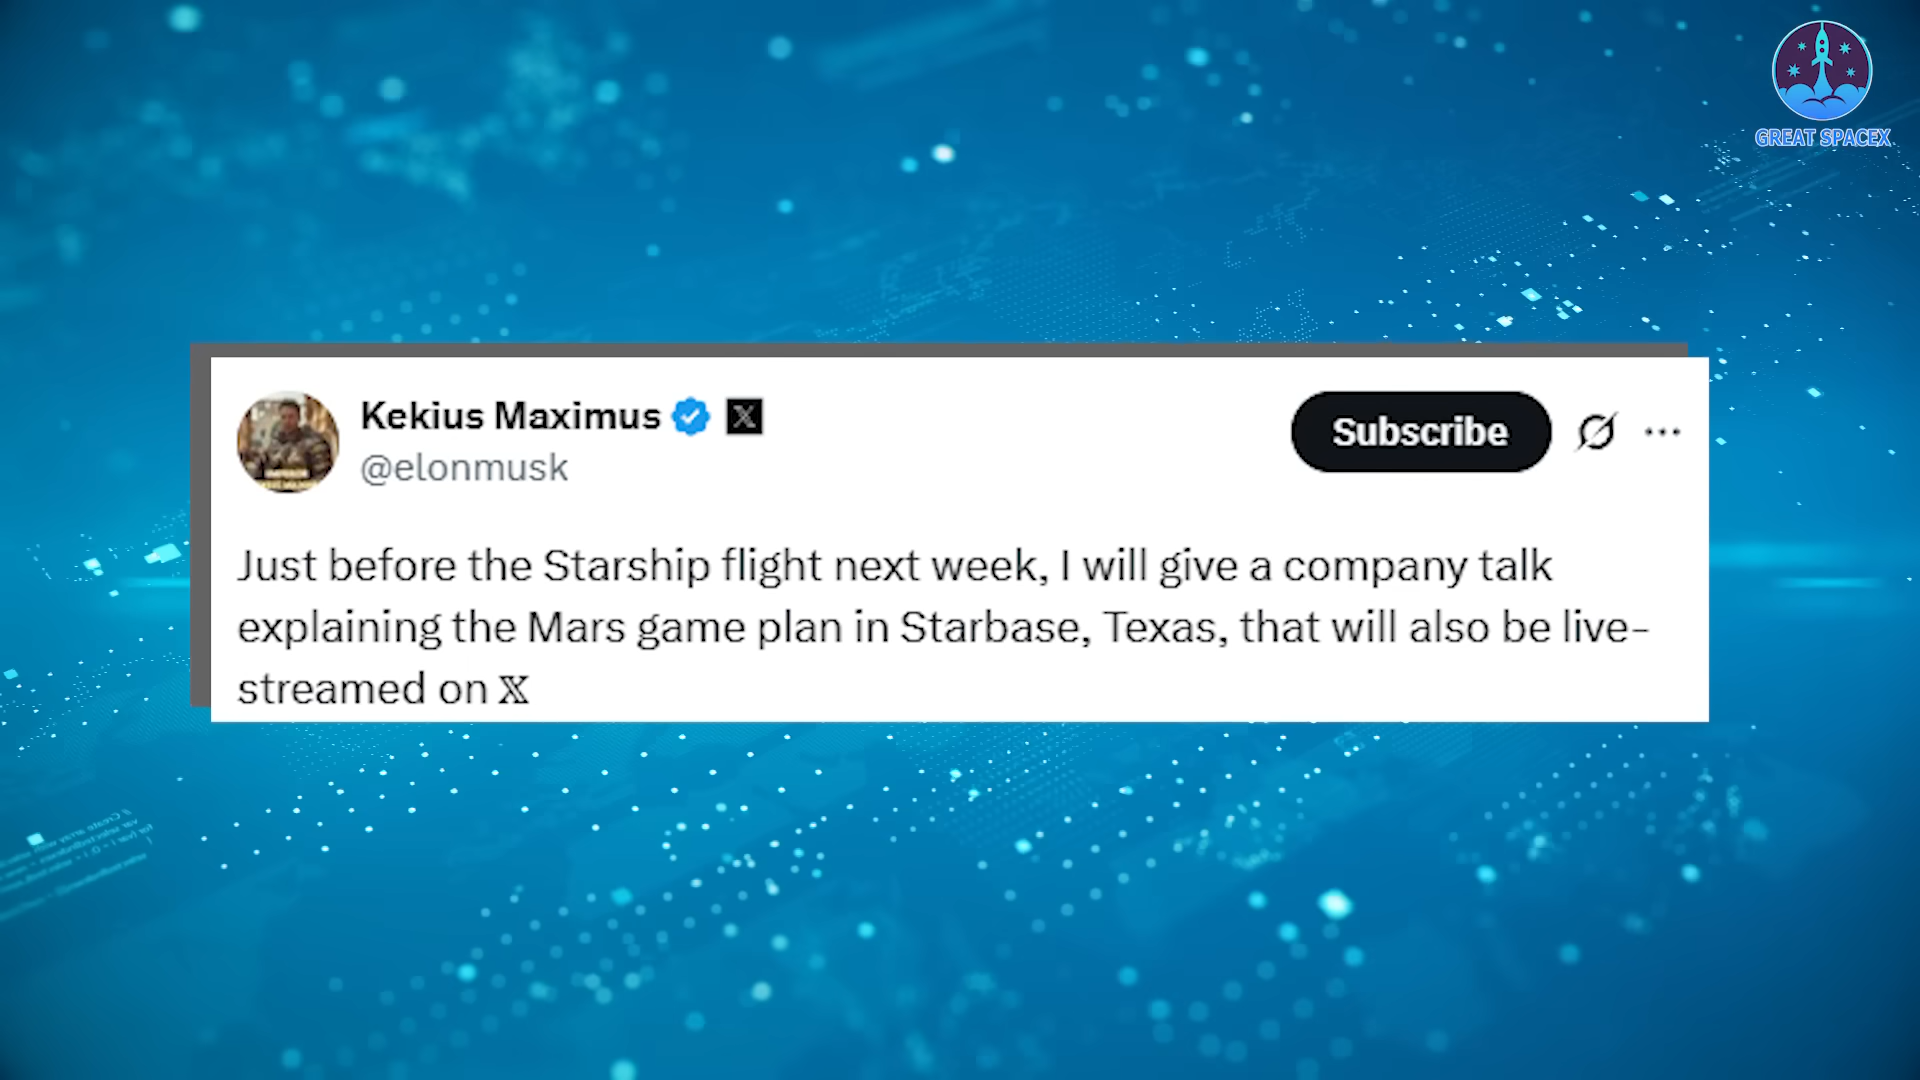 GREAT SPACEX
Kekius Maximus
@elonmusk
Subscribe
Just before the Starship flight next week, I will give a company talk
explaining the Mars game plan in Starbase, Texas, that will also be live-
streamed on 𝕏